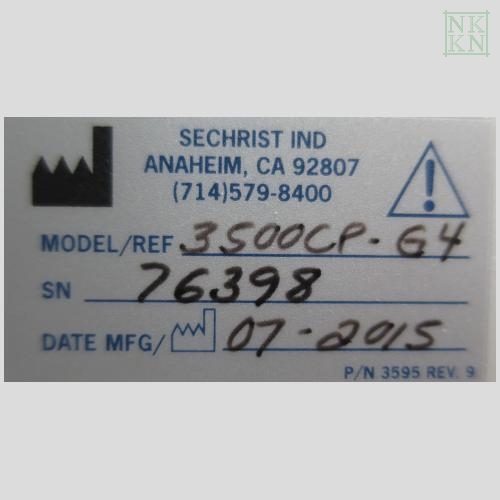 NK
KN
SECHRIST IND
ANAHEIM, CA 92807
(714)579-8400
MODEL/REF 3500CP-G4
SN 76398
DATE MFG/ 07-2015
P/N 3595 REV. 9